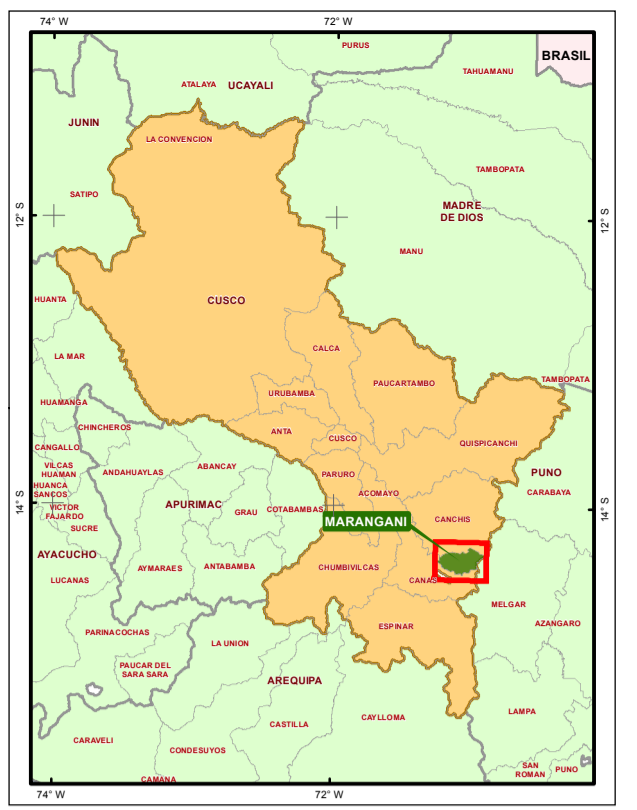 74° W
72° W
PURUS
BRASIL
TAHUAMANU
ATALAYA
UCAYALI
JUNIN
LA CONVENCION
TAMBOPATA
SATIPO
MADRE
DE DIOS
12° S
12° S
MANU
HUANTA
CUSCO
CALCA
LA MAR
PAUCARTAMBO
TAMBOPATA
URUBAMBA
HUAMANGA
CHINCHEROS
ANTA
CUSCO
QUISPICANCHI
CANGALLO
VILCAS
HUAMAN
ANDAHUAYLAS
ABANCAY
PARURO
PUNO
HUANCA
SANCOS
ACOMAYO
CARABAYA
APURIMAC
GRAU
COTABAMBAS
14° S
14° S
VICTOR
FAJARDO
CANCHIS
MARANGANI
SUCRE
AYACUCHO
AYMARAES
ANTABAMBA
CHUMBIVILCAS
CANAS
LUCANAS
MELGAR
ESPINAR
AZANGARO
PARINACOCHAS
LA UNION
PAUCAR DEL
SARA SARA
AREQUIPA
CASTILLA
CAYLLOMA
LAMPA
CARAVELI
CONDESUYOS
SAN
ROMAN
PUNO
CAMANA
74° W
72° W